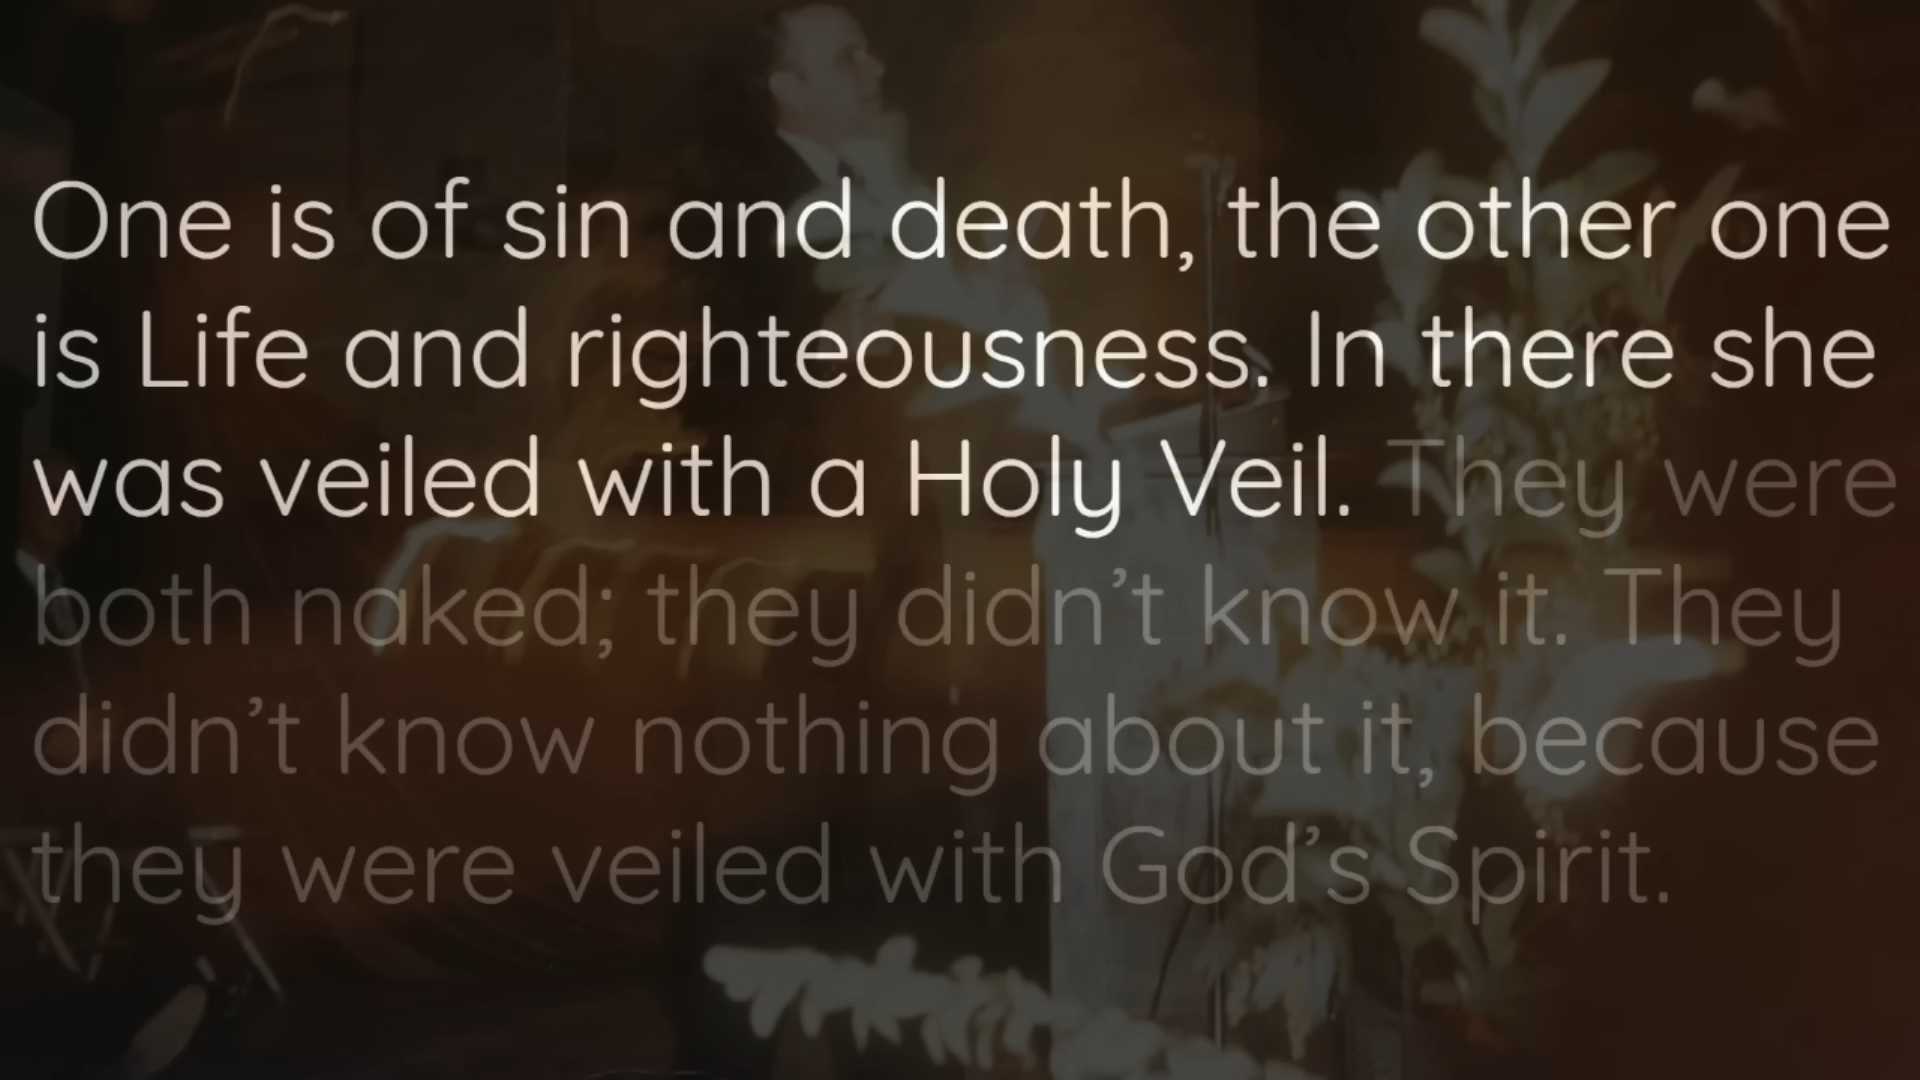 One is of sin and death, the other one
is Life and righteousness. In there she
was veiled with a Holy Veil. They were
both naked; they didn’t know it. They
didn’t know nothing about it, because
they were veiled with God’s Spirit.